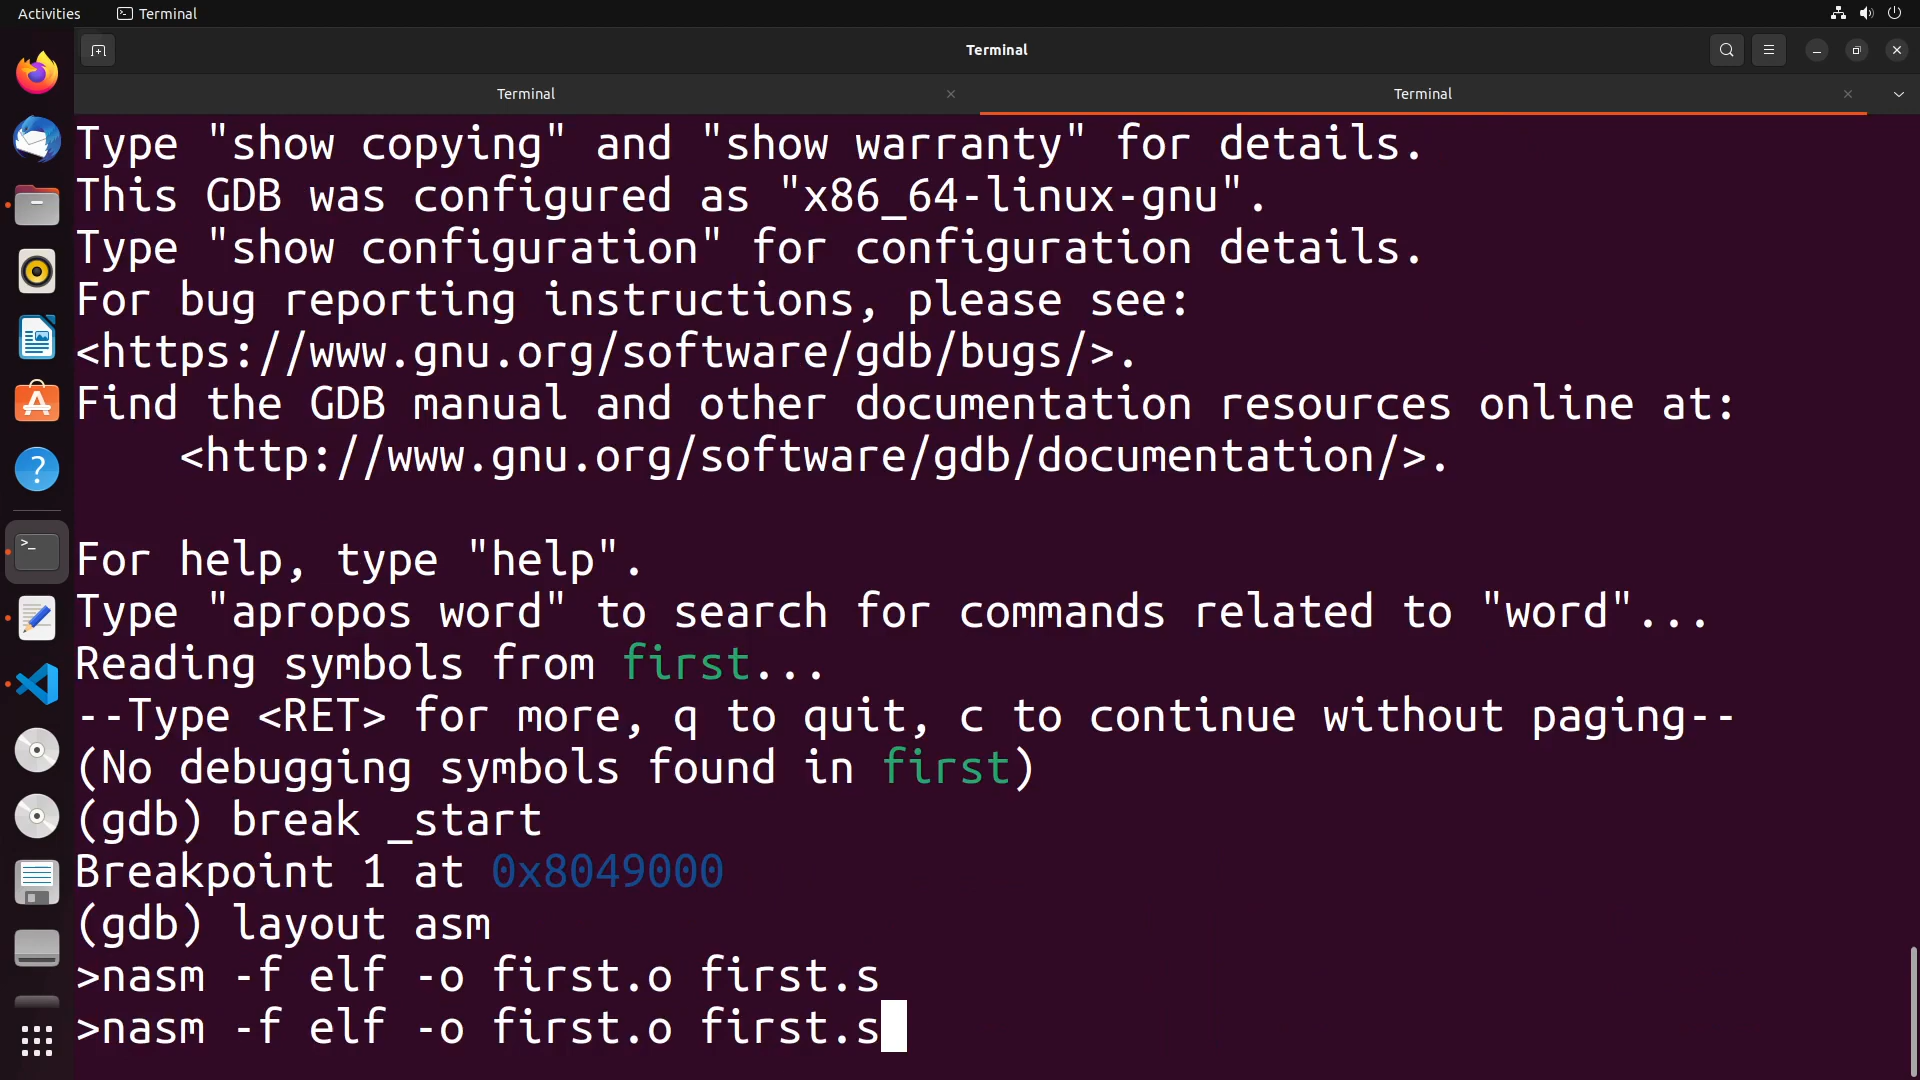 Activities
Terminal
Terminal
Terminal
Terminal
Type "show copying" and "show warranty" for details.
This GDB was configured as "x86_64-linux-gnu".
Type "show configuration" for configuration details.
For bug reporting instructions, please see:
<https://www.gnu.org/software/gdb/bugs/>.
Find the GDB manual and other documentation resources online at:
    <http://www.gnu.org/software/gdb/documentation/>.
For help, type "help".
Type "apropos word" to search for commands related to "word"...
Reading symbols from first...
--Type <RET> for more, q to quit, c to continue without paging--
(No debugging symbols found in first)
(gdb) break _start
Breakpoint 1 at 0x8049000
(gdb) layout asm
>nasm -f elf -o first.o first.s
>nasm -f elf -o first.o first.s